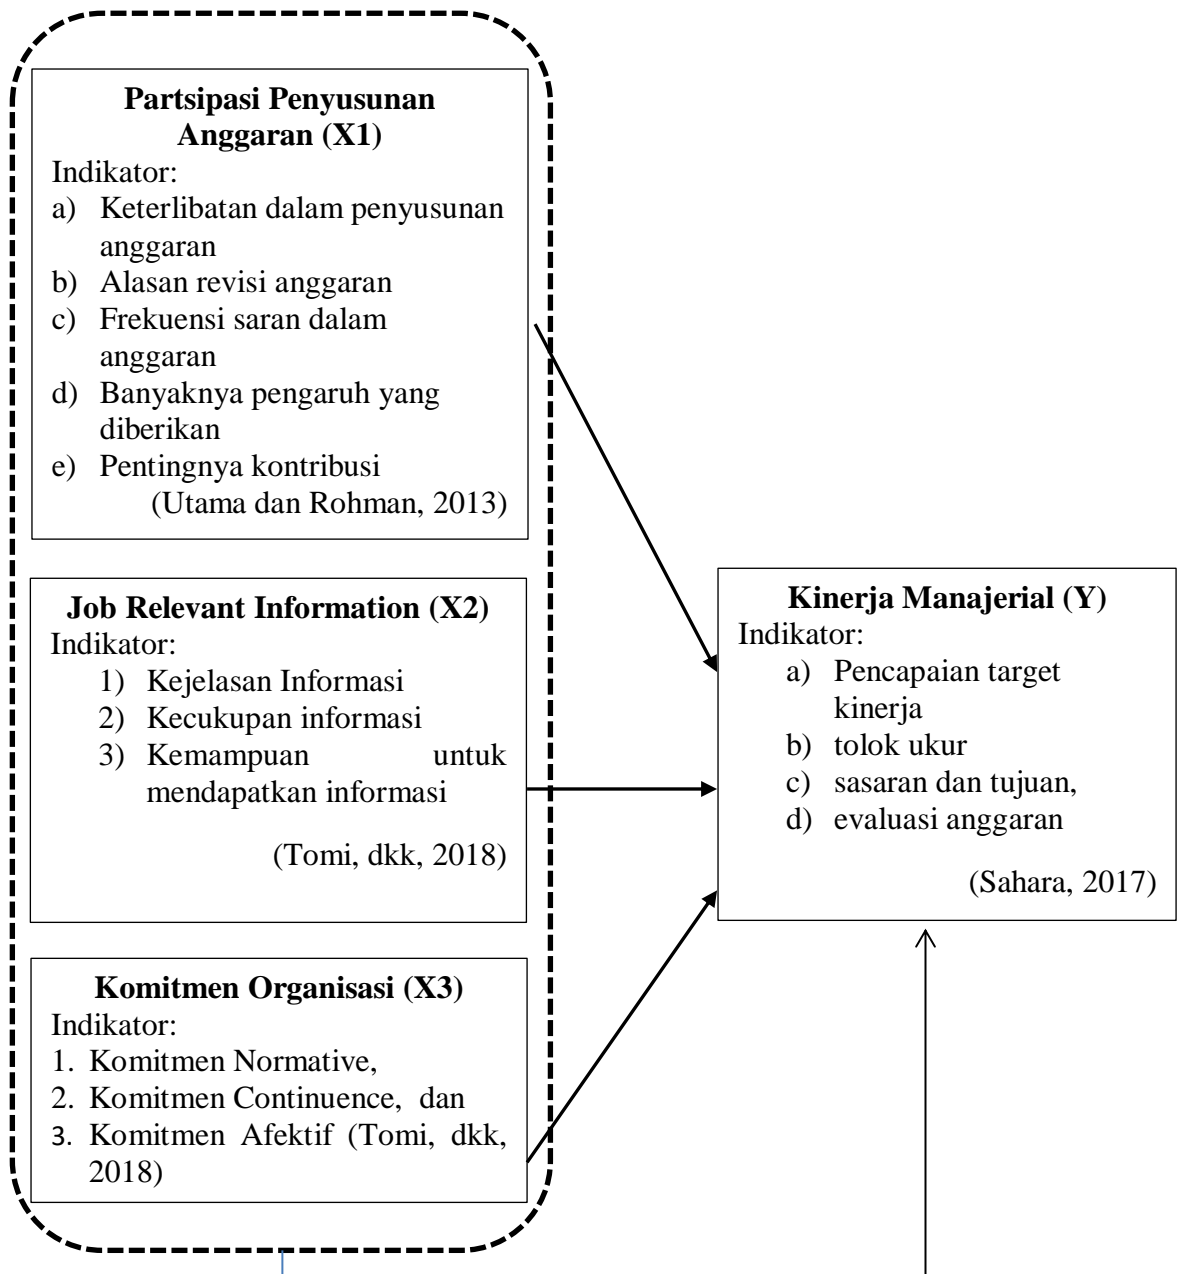 Partsipasi Penyusunan
Anggaran (X1)
Indikator:
a) Keterlibatan dalam penyusunan
anggaran
b) Alasan revisi anggaran
c) Frekuensi saran dalam
anggaran
d) Banyaknya pengaruh yang
diberikan
e) Pentingnya kontribusi
(Utama dan Rohman, 2013)
Job Relevant Information (X2)
Indikator:
1) Kejelasan Informasi
2) Kecukupan informasi
3) Kemampuan untuk
mendapatkan informasi
(Tomi, dkk, 2018)
Komitmen Organisasi (X3)
Indikator:
1. Komitmen Normative,
2. Komitmen Continuence, dan
3. Komitmen Afektif (Tomi, dkk,
2018)
Kinerja Manajerial (Y)
Indikator:
a) Pencapaian target
kinerja
b) tolok ukur
c) sasaran dan tujuan,
d) evaluasi anggaran
(Sahara, 2017)